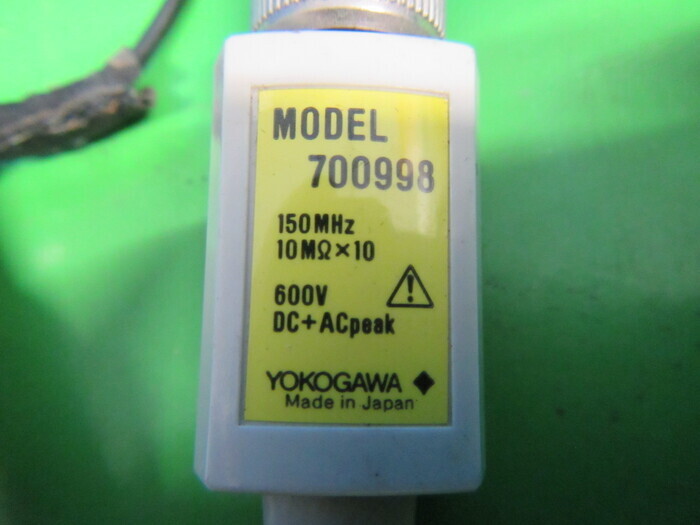 MODEL
700998
150MHz
10MΩ×10
600V
DC+ACpeak
YOKOGAWA
Made in Japan